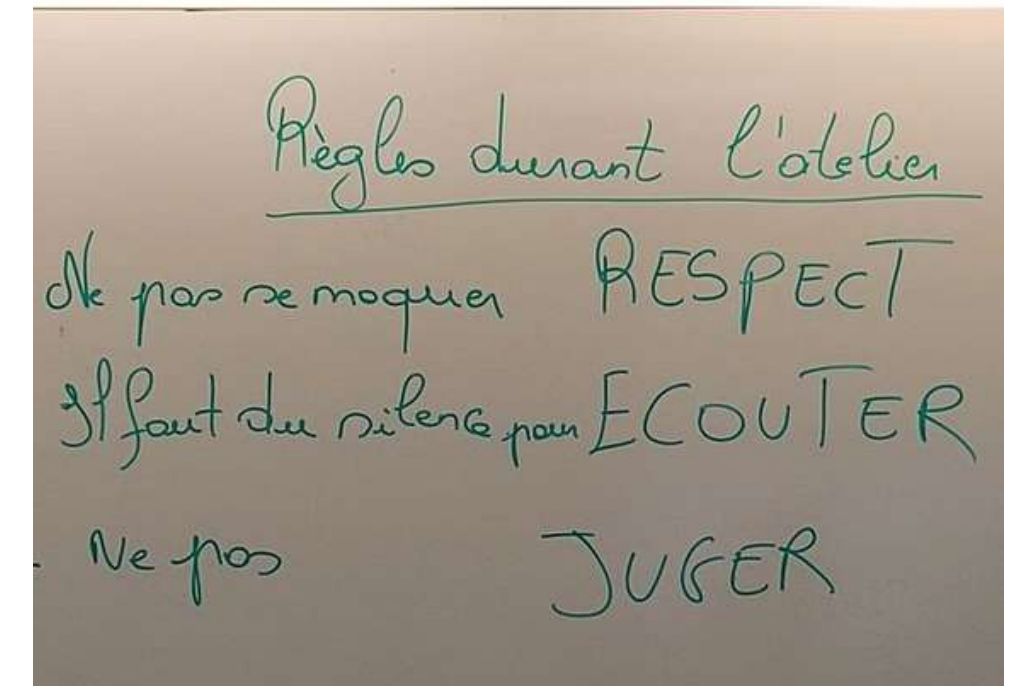 Règles durant l'atelier
Ne pas se moquer RESPECT
Il faut du silence pour ECOUTER
- Ne pas JUGER